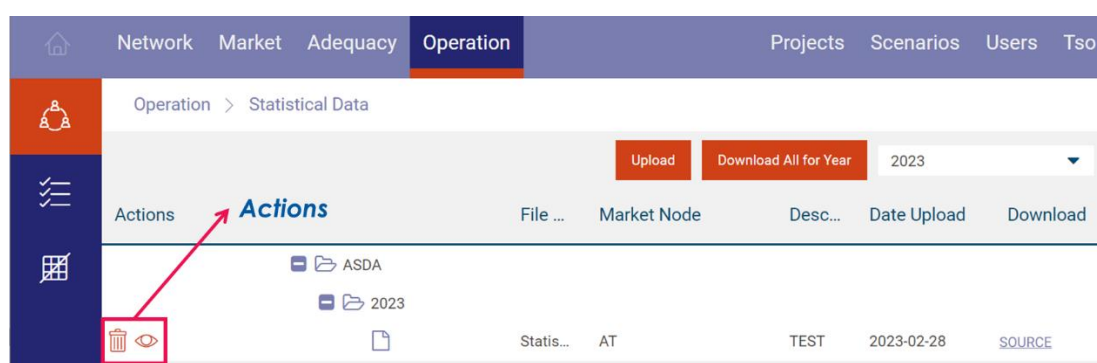 Network Market Adequacy Operation Projects Scenarios Users Tso
Operation > Statistical Data
Upload Download All for Year 2023
Actions Actions File ... Market Node Desc... Date Upload Download
ASDA
2023
Statis... AT TEST 2023-02-28 SOURCE